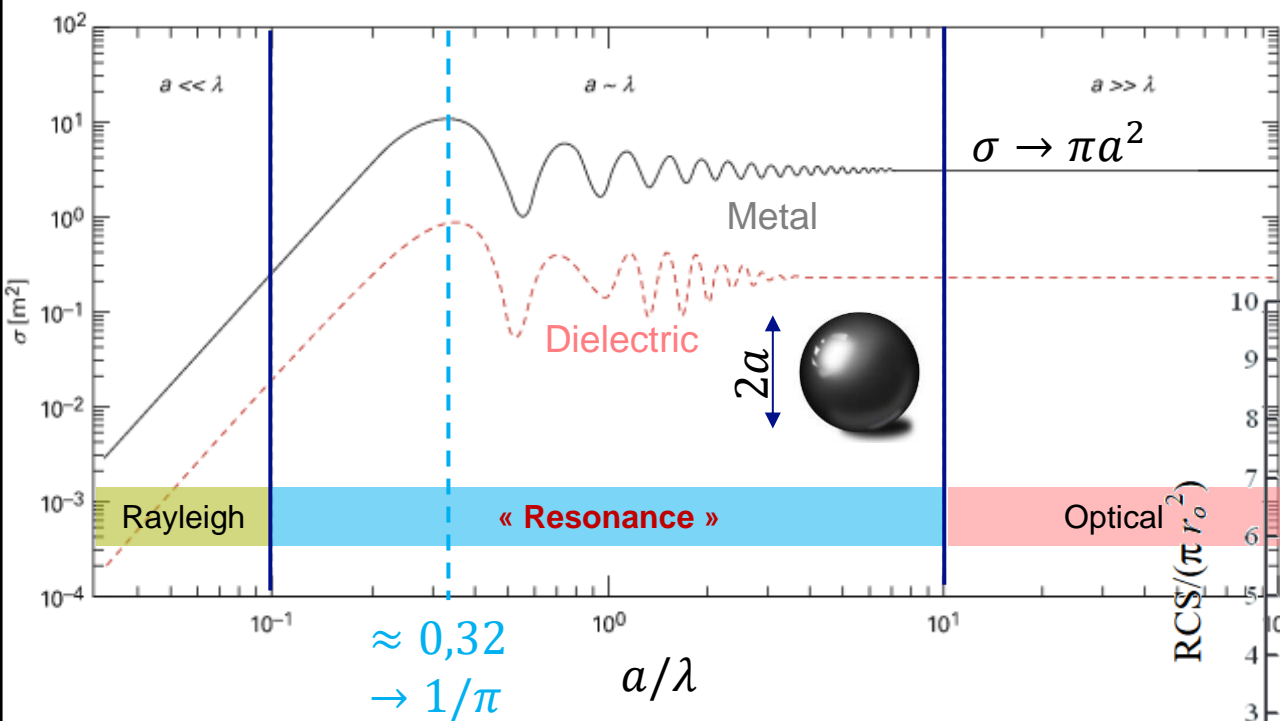 10²
10¹
10⁰
10⁻¹
10⁻²
10⁻³
10⁻⁴
σ [m²]
a << λ
a ~ λ
a >> λ
σ → πa²
Metal
Dielectric
2a
Rayleigh
« Resonance »
Optical
10⁻¹
10⁰
10¹
≈ 0,32
→ 1/π
a/λ
RCS/(π rₒ²)
10
9
8
7
6
5
4
3